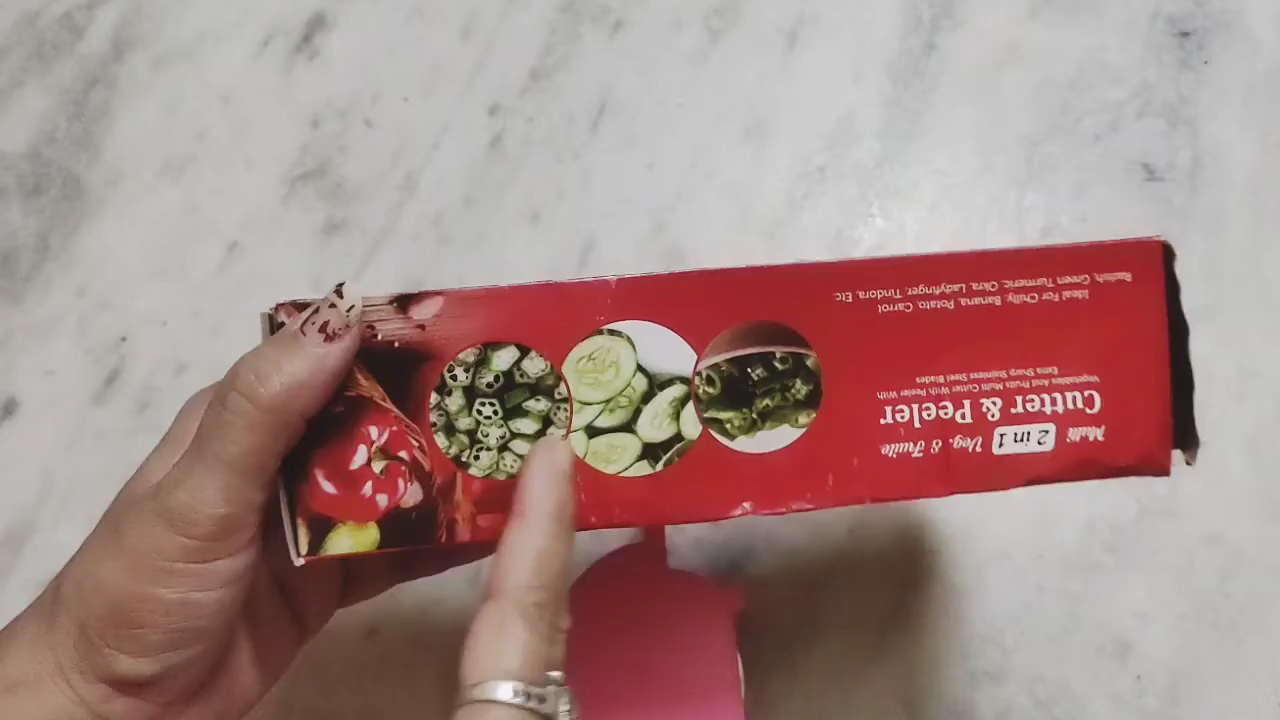 Multi 2 in 1 Veg. & Fruite
Cutter & Peeler
Vegetables And Fruits Multi Cutter With Peeler With
Extra Sharp Stainless Steel Blades
Ideal For Chilly, Banana, Potato, Carrot
Radish, Green Turmeric, Okra, Ladyfinger, Tindora, Etc.